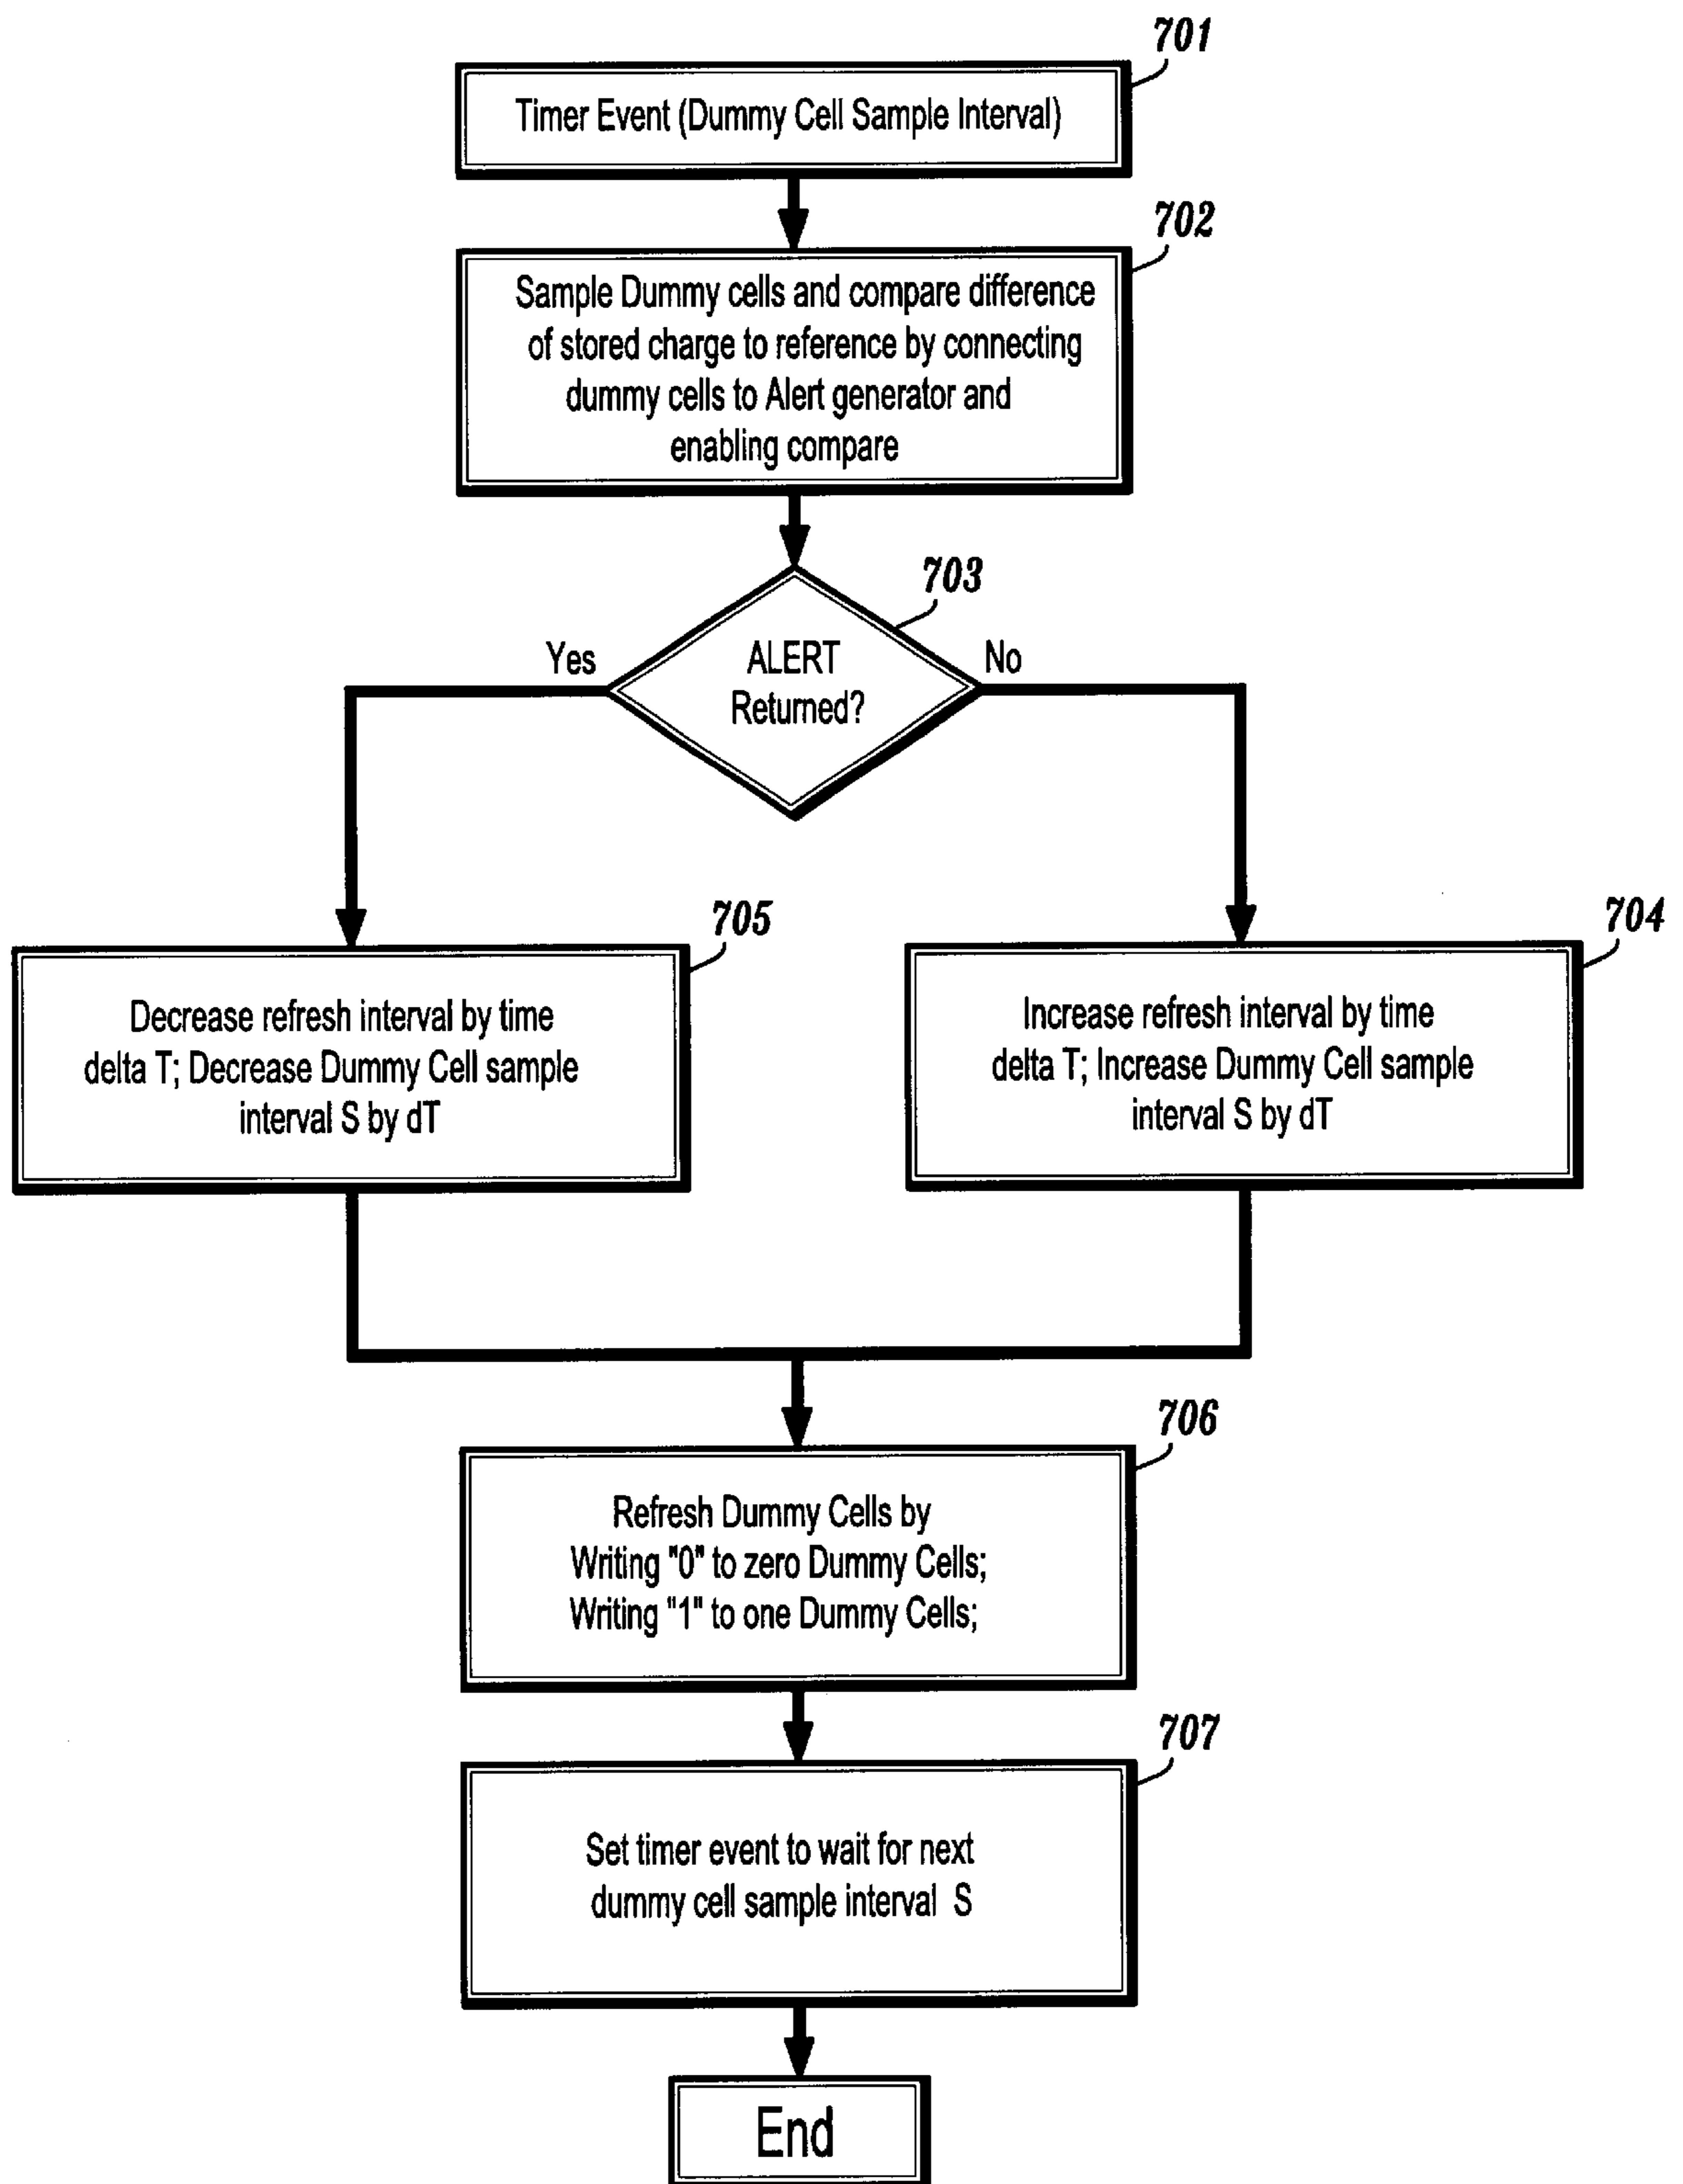 701
Timer Event (Dummy Cell Sample Interval)
702
Sample Dummy cells and compare difference
of stored charge to reference by connecting
dummy cells to Alert generator and
enabling compare
703
Yes
ALERT
Returned?
No
705
Decrease refresh interval by time
delta T; Decrease Dummy Cell sample
interval S by dT
704
Increase refresh interval by time
delta T; Increase Dummy Cell sample
interval S by dT
706
Refresh Dummy Cells by
Writing "0" to zero Dummy Cells;
Writing "1" to one Dummy Cells;
707
Set timer event to wait for next
dummy cell sample interval S
End